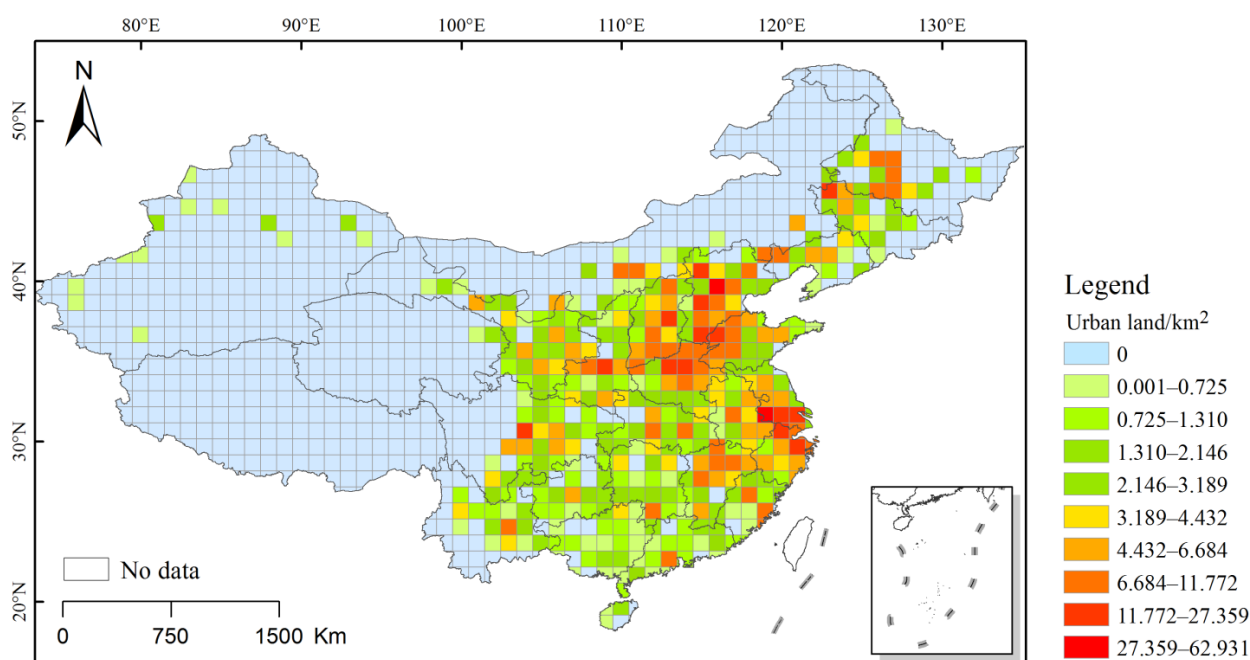 80°E 90°E 100°E 110°E 120°E 130°E
N
50°N
40°N
30°N
20°N
No data
0 750 1500 Km
Legend
Urban land/km²
0
0.001–0.725
0.725–1.310
1.310–2.146
2.146–3.189
3.189–4.432
4.432–6.684
6.684–11.772
11.772–27.359
27.359–62.931